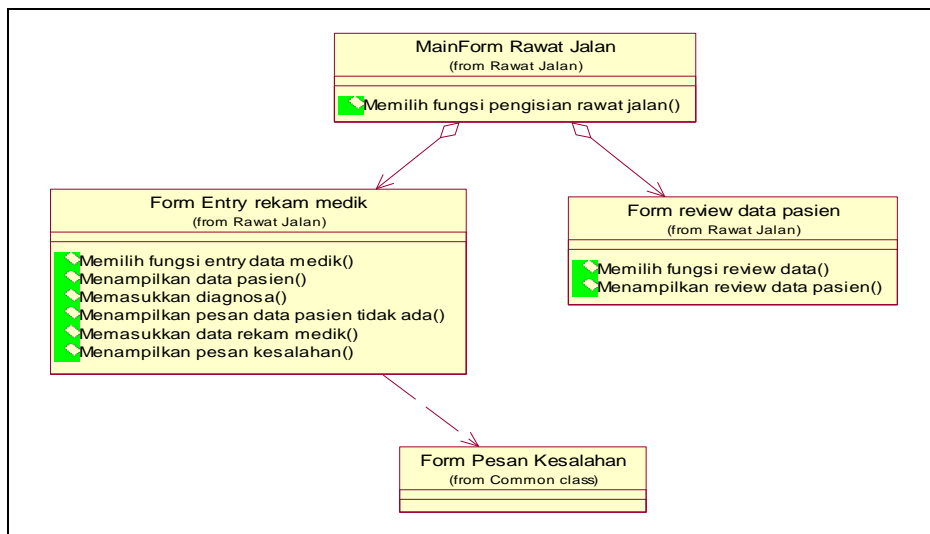 MainForm Rawat Jalan
(from Rawat Jalan)
Memilih fungsi pengisian rawat jalan()
Form Entry rekam medik
(from Rawat Jalan)
Memilih fungsi entry data medik()
Menampilkan data pasien()
Memasukkan diagnosa()
Menampilkan pesan data pasien tidak ada()
Memasukkan data rekam medik()
Menampilkan pesan kesalahan()
Form review data pasien
(from Rawat Jalan)
Memilih fungsi review data()
Menampilkan review data pasien()
Form Pesan Kesalahan
(from Common class)